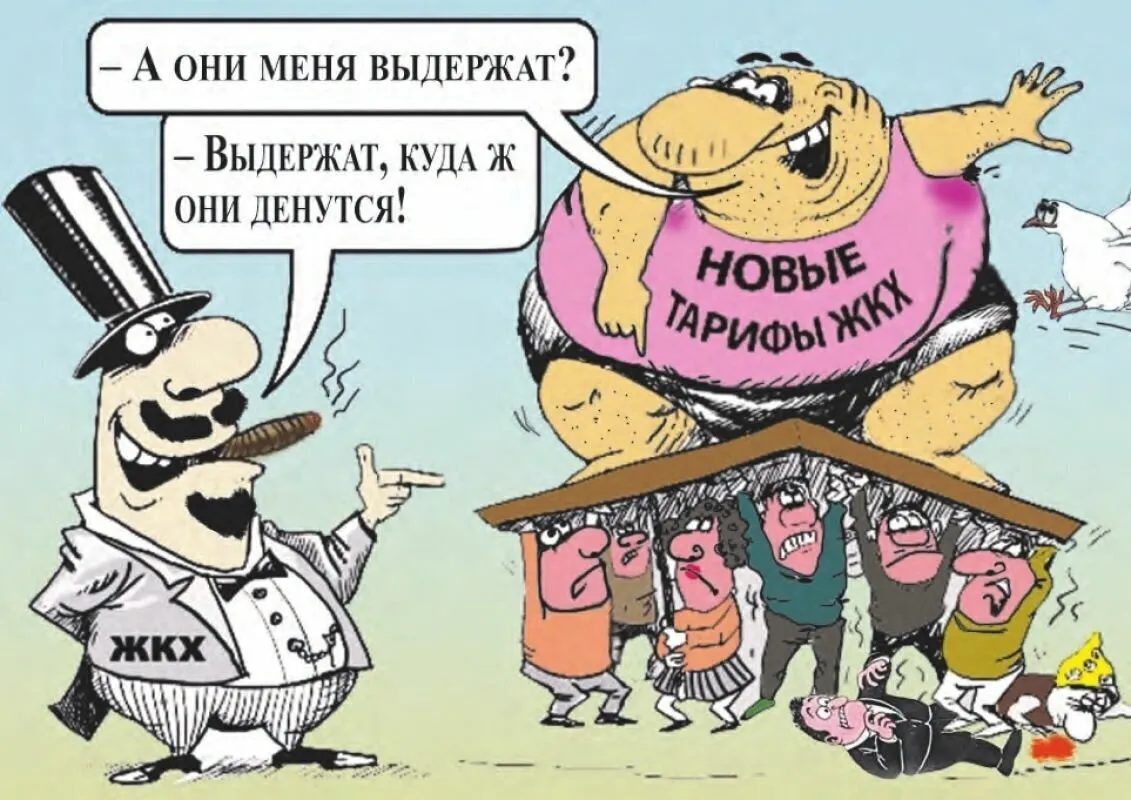 – А ОНИ МЕНЯ ВЫДЕРЖАТ?
– ВЫДЕРЖАТ, КУДА Ж
ОНИ ДЕНУТСЯ!
НОВЫЕ
ТАРИФЫ ЖКХ
ЖКХ